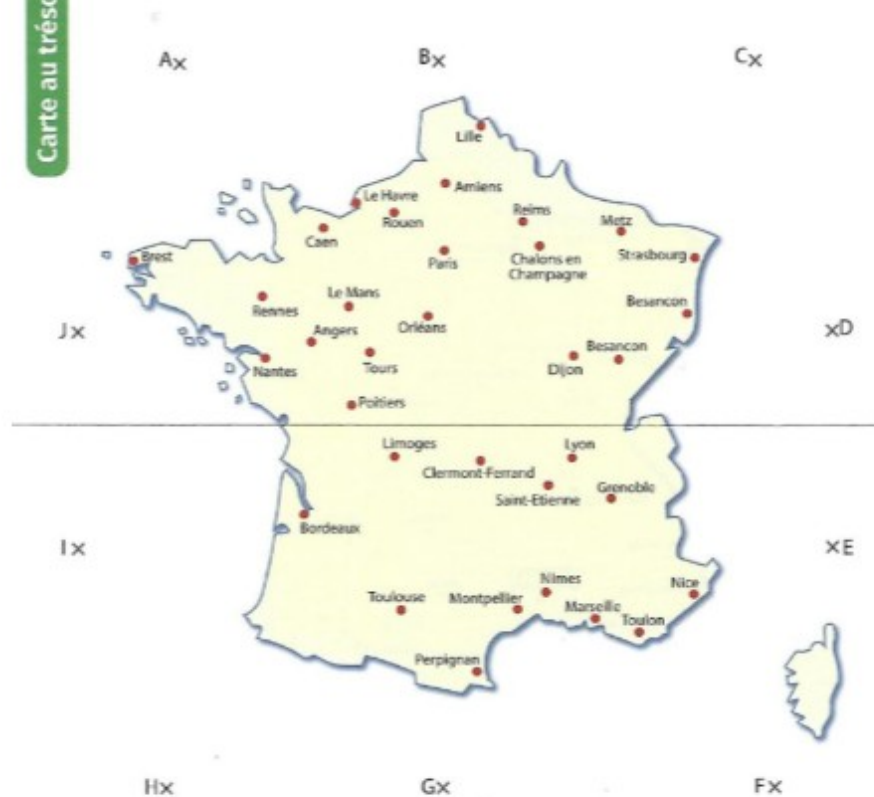 Carte au tréso
A×
B×
C×
Lille
Amiens
Le Havre
Rouen
Reims
Metz
Caen
Paris
Chalons en
Champagne
Strasbourg
Brest
Le Mans
Besancon
Rennes
Orléans
Angers
J×
×D
Besancon
Nantes
Tours
Dijon
Poitiers
Limoges
Lyon
Clermont-Ferrand
Saint-Etienne
Grenoble
Bordeaux
I×
×E
Nimes
Nice
Toulouse
Montpellier
Marseille
Toulon
Perpignan
H×
G×
F×